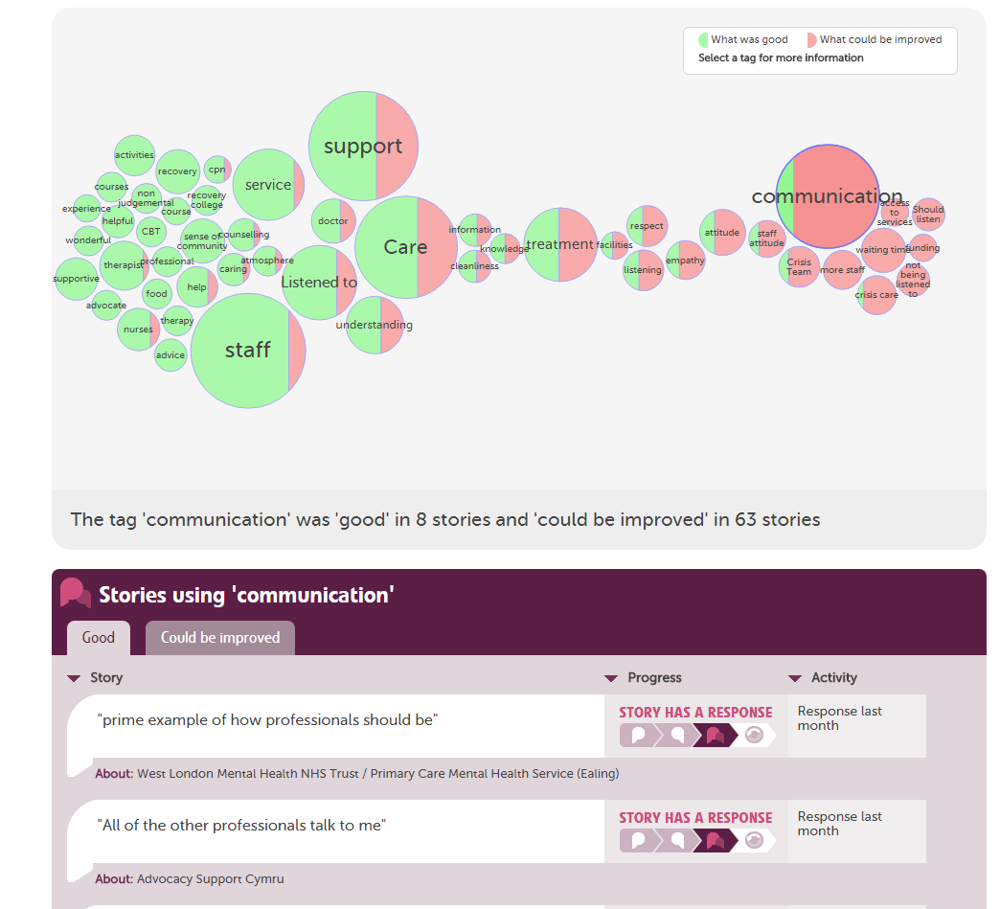 What was good
What could be improved
Select a tag for more information
support
activities
recovery
cpn
service
courses
non
judgemental
recovery
college
experience
course
helpful
doctor
wonderful
CBT
sense of
community
counselling
therapist
professional
caring
atmosphere
supportive
food
help
Listened to
advocate
nurses
therapy
advice
staff
understanding
Care
information
knowledge
cleanliness
treatment
facilities
respect
listening
empathy
attitude
staff
attitude
communication
access
to
services
Should
listen
Crisis
Team
more staff
waiting time
funding
not
being
listened
to
crisis care
The tag 'communication' was 'good' in 8 stories and 'could be improved' in 63 stories
Stories using 'communication'
Good
Could be improved
Story
Progress
Activity
"prime example of how professionals should be"
STORY HAS A RESPONSE
Response last
month
About: West London Mental Health NHS Trust / Primary Care Mental Health Service (Ealing)
"All of the other professionals talk to me"
STORY HAS A RESPONSE
Response last
month
About: Advocacy Support Cymru